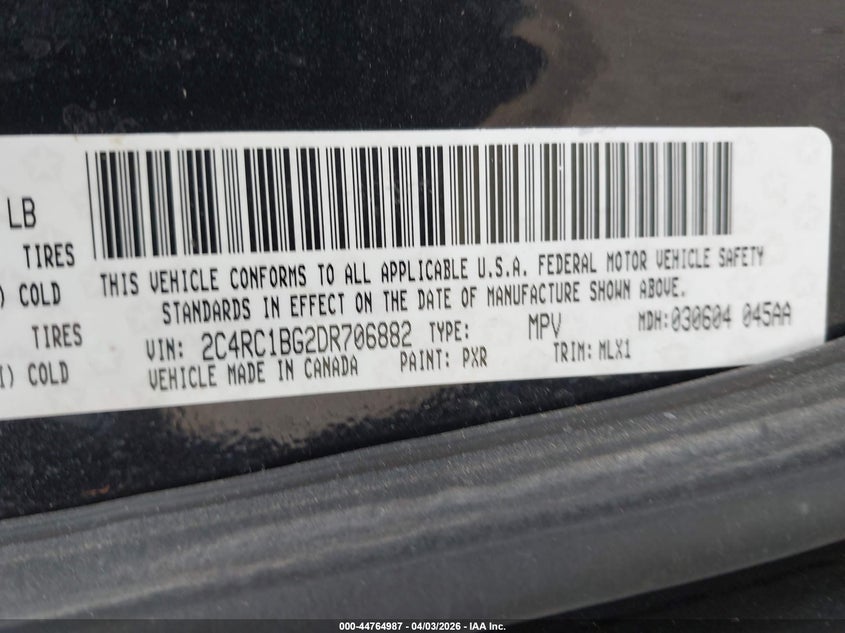 LB
TIRES
) COLD
TIRES
I) COLD
THIS VEHICLE CONFORMS TO ALL APPLICABLE U.S.A. FEDERAL MOTOR VEHICLE SAFETY
STANDARDS IN EFFECT ON THE DATE OF MANUFACTURE SHOWN ABOVE.
VIN: 2C4RC1BG2DR706882 TYPE: MPV MDH:030604 045AA
VEHICLE MADE IN CANADA PAINT: PXR TRIM: MLX1
000-44764987 - 04/03/2026 - IAA Inc.